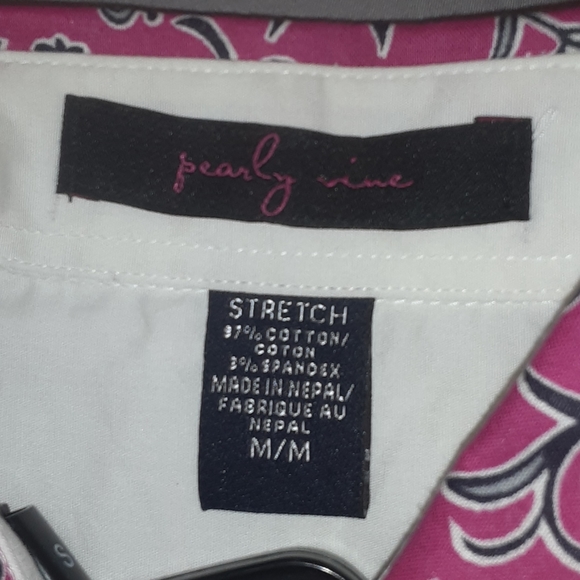 pearly vine
STRETCH
97% COTTON/
COTON
3% SPANDEX
MADE IN NEPAL/
FABRIQUE AU
NEPAL
M/M
S